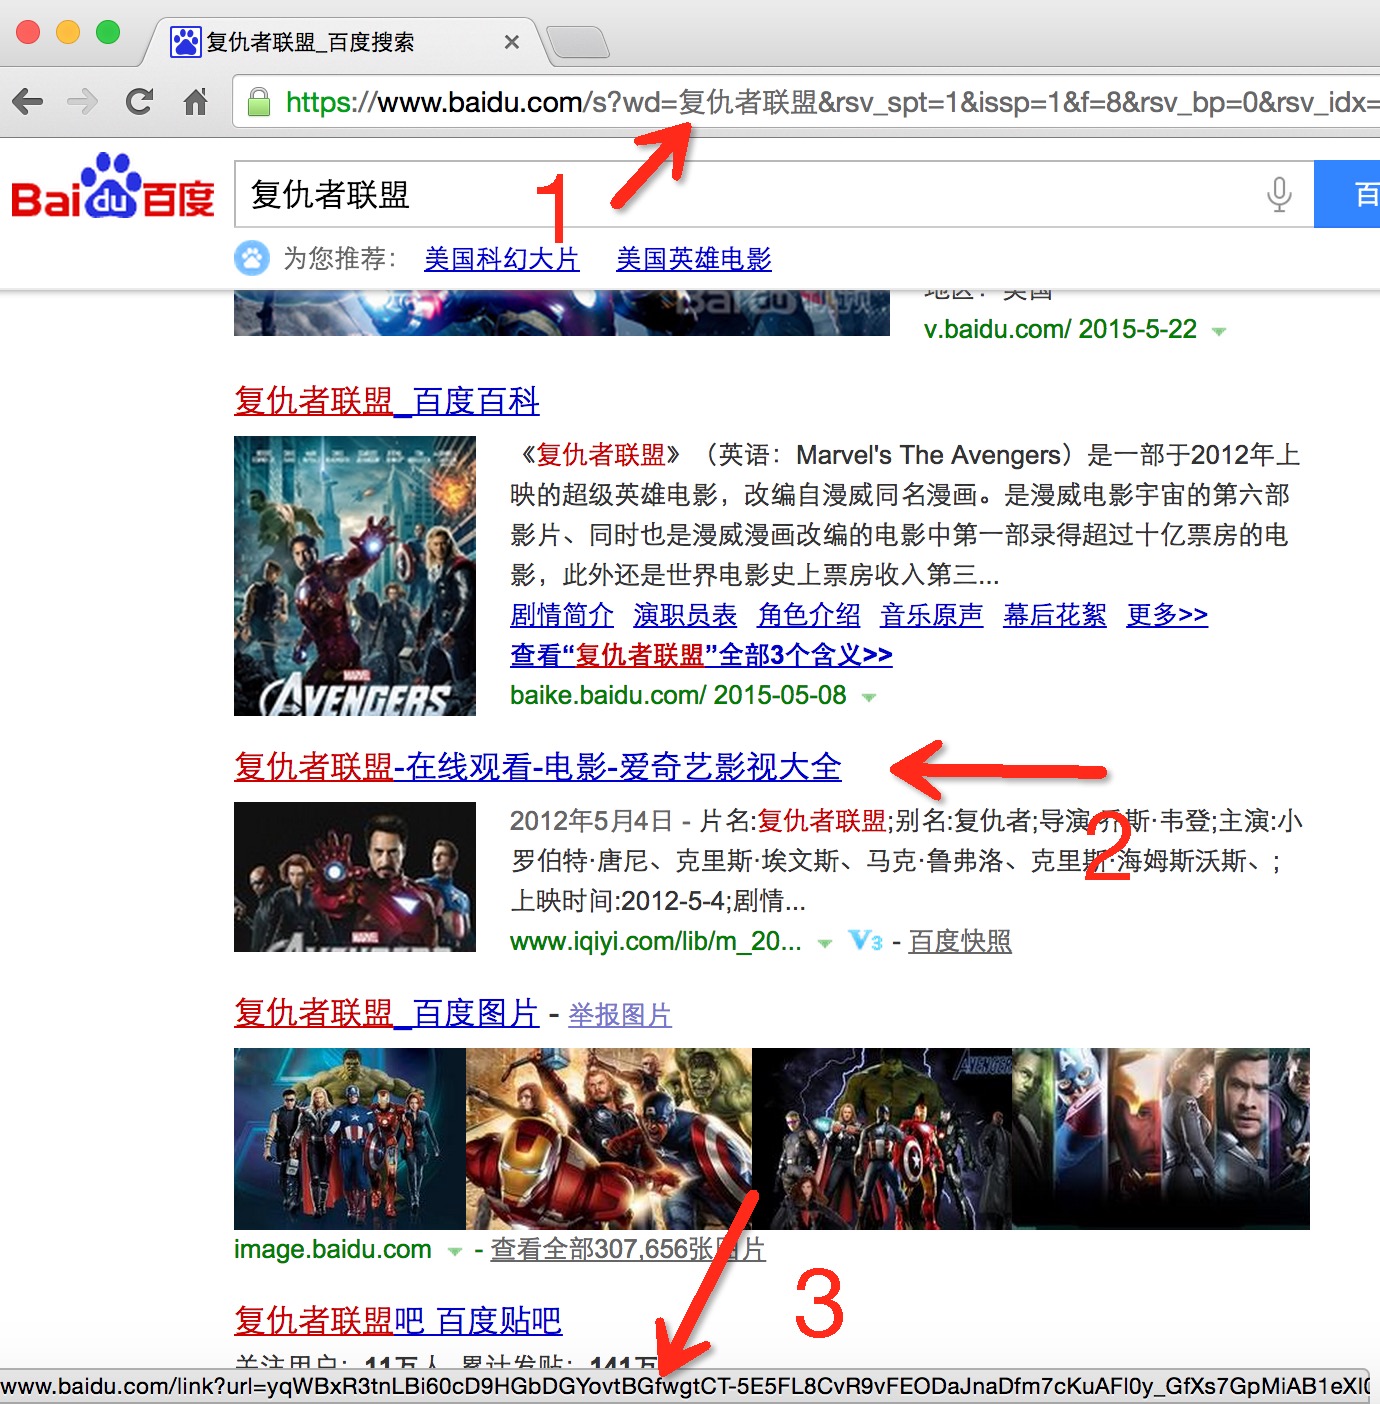 复仇者联盟_百度搜索
https://www.baidu.com/s?wd=复仇者联盟&rsv_spt=1&issp=1&f=8&rsv_bp=0&rsv_idx=
Bai du 百度
复仇者联盟
百
1
为您推荐： 美国科幻大片 美国英雄电影
地区：美国
v.baidu.com/ 2015-5-22
复仇者联盟_百度百科
《复仇者联盟》（英语：Marvel's The Avengers）是一部于2012年上
映的超级英雄电影，改编自漫威同名漫画。是漫威电影宇宙的第六部
影片、同时也是漫威漫画改编的电影中第一部录得超过十亿票房的电
影，此外还是世界电影史上票房收入第三...
剧情简介 演职员表 角色介绍 音乐原声 幕后花絮 更多>>
查看“复仇者联盟”全部3个含义>>
baike.baidu.com/ 2015-05-08
MARVEL
AVENGERS
复仇者联盟-在线观看-电影-爱奇艺影视大全
2012年5月4日 - 片名:复仇者联盟;别名:复仇者;导演:乔斯·韦登;主演:小
罗伯特·唐尼、克里斯·埃文斯、马克·鲁弗洛、克里斯·海姆斯沃斯、;
上映时间:2012-5-4;剧情...
2
www.iqiyi.com/lib/m_20... V3 - 百度快照
MARVEL
复仇者联盟_百度图片 - 举报图片
image.baidu.com - 查看全部307,656张图片
3
复仇者联盟吧 百度贴吧
关注用户：11万人 累计发贴：141万
www.baidu.com/link?url=yqWBxR3tnLBi60cD9HGbDGYovtBGfwgtCT-5E5FL8CvR9vFEODaJnaDfm7cKuAFl0y_GfXs7GpMiAB1eXl0